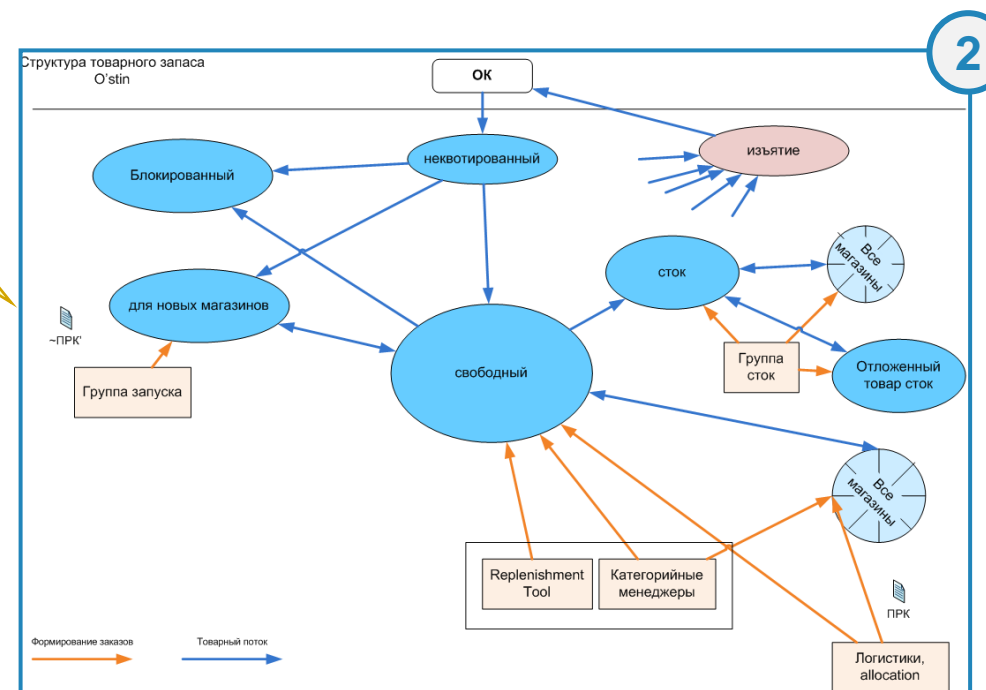 2
Структура товарного запаса
O'stin
ОК
неквотированный
изъятие
Блокированный
Все
магазины
сток
для новых магазинов
~ПРК'
Группа
сток
Отложенный
товар сток
свободный
Группа запуска
Все
магазины
Replenishment
Tool
Категорийные
менеджеры
ПРК
Формирование заказов
Товарный поток
Логистики,
allocation